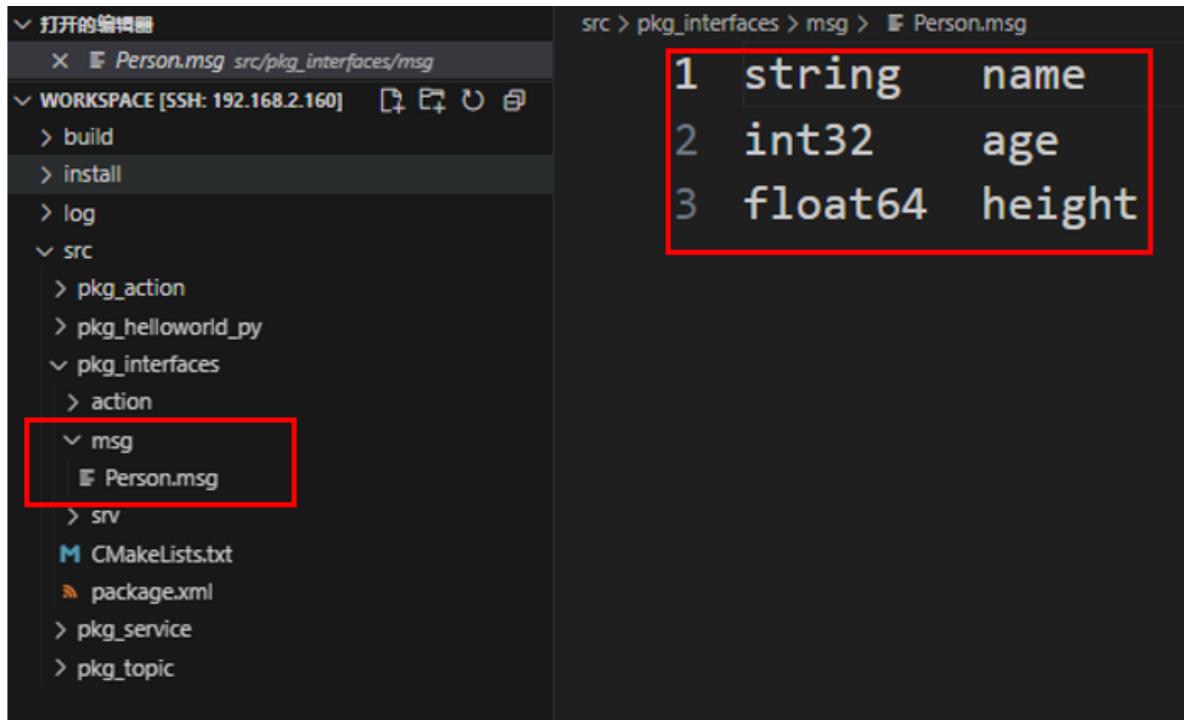 打开的编辑器
Person.msg src/pkg_interfaces/msg
WORKSPACE [SSH: 192.168.2.160]
build
install
log
src
pkg_action
pkg_helloworld_py
pkg_interfaces
action
msg
Person.msg
srv
CMakeLists.txt
package.xml
pkg_service
pkg_topic
src > pkg_interfaces > msg > Person.msg
1 string name
2 int32 age
3 float64 height